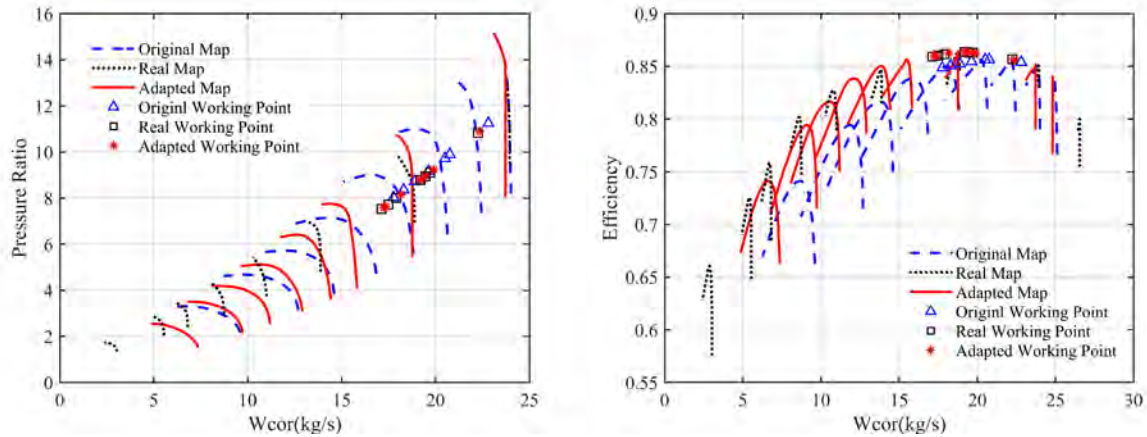 16
14
12
10
8
6
4
2
0
Pressure Ratio
Original Map
Real Map
Adapted Map
Originl Working Point
Real Working Point
Adapted Working Point
0 5 10 15 20 25
Wcor(kg/s)
0.9
0.85
0.8
0.75
0.7
0.65
0.6
0.55
Efficiency
Original Map
Real Map
Adapted Map
Originl Working Point
Real Working Point
Adapted Working Point
0 5 10 15 20 25 30
Wcor(kg/s)